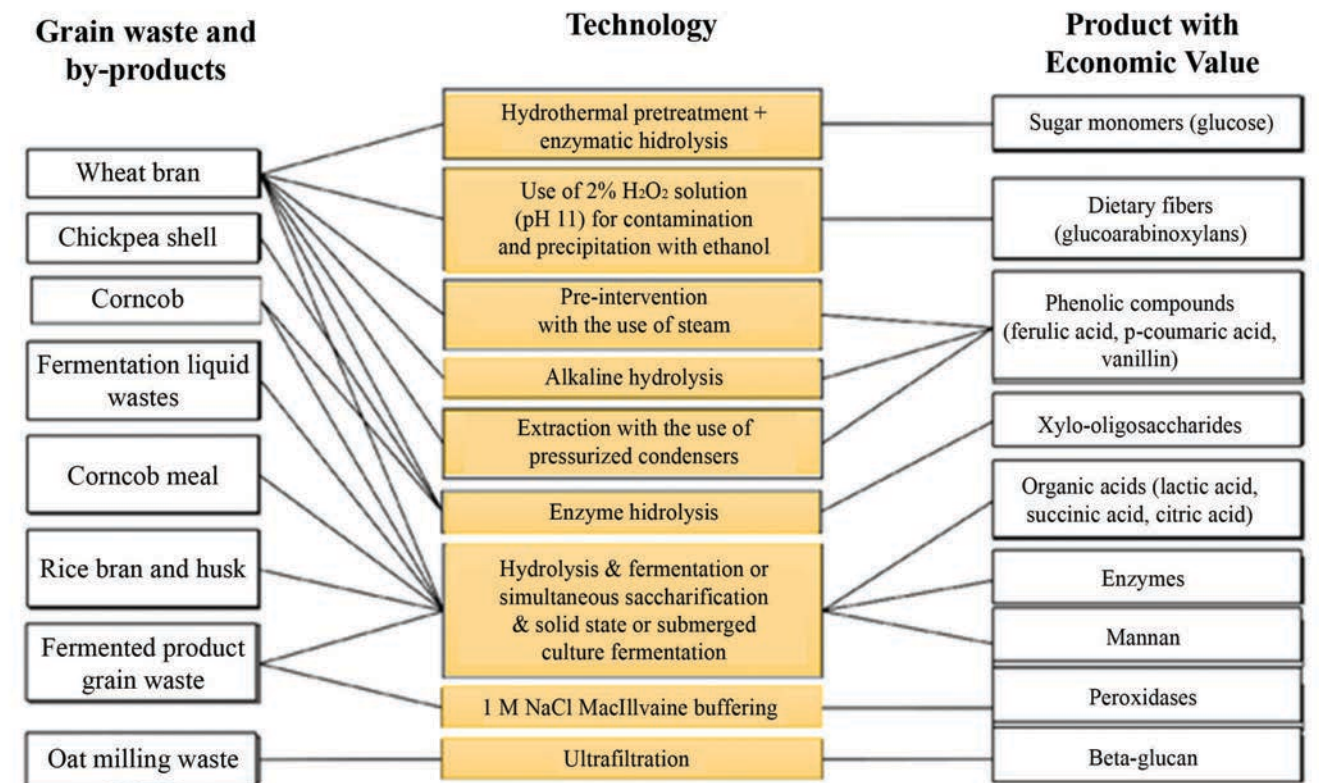 Grain waste and
by-products
Wheat bran
Chickpea shell
Corncob
Fermentation liquid
wastes
Corncob meal
Rice bran and husk
Fermented product
grain waste
Oat milling waste
Technology
Hydrothermal pretreatment +
enzymatic hidrolysis
Use of 2% H₂O₂ solution
(pH 11) for contamination
and precipitation with ethanol
Pre-intervention
with the use of steam
Alkaline hydrolysis
Extraction with the use of
pressurized condensers
Enzyme hidrolysis
Hydrolysis & fermentation or
simultaneous saccharification
& solid state or submerged
culture fermentation
1 M NaCl MacIllvaine buffering
Ultrafiltration
Product with
Economic Value
Sugar monomers (glucose)
Dietary fibers
(glucoarabinoxylans)
Phenolic compounds
(ferulic acid, p-coumaric acid,
vanillin)
Xylo-oligosaccharides
Organic acids (lactic acid,
succinic acid, citric acid)
Enzymes
Mannan
Peroxidases
Beta-glucan